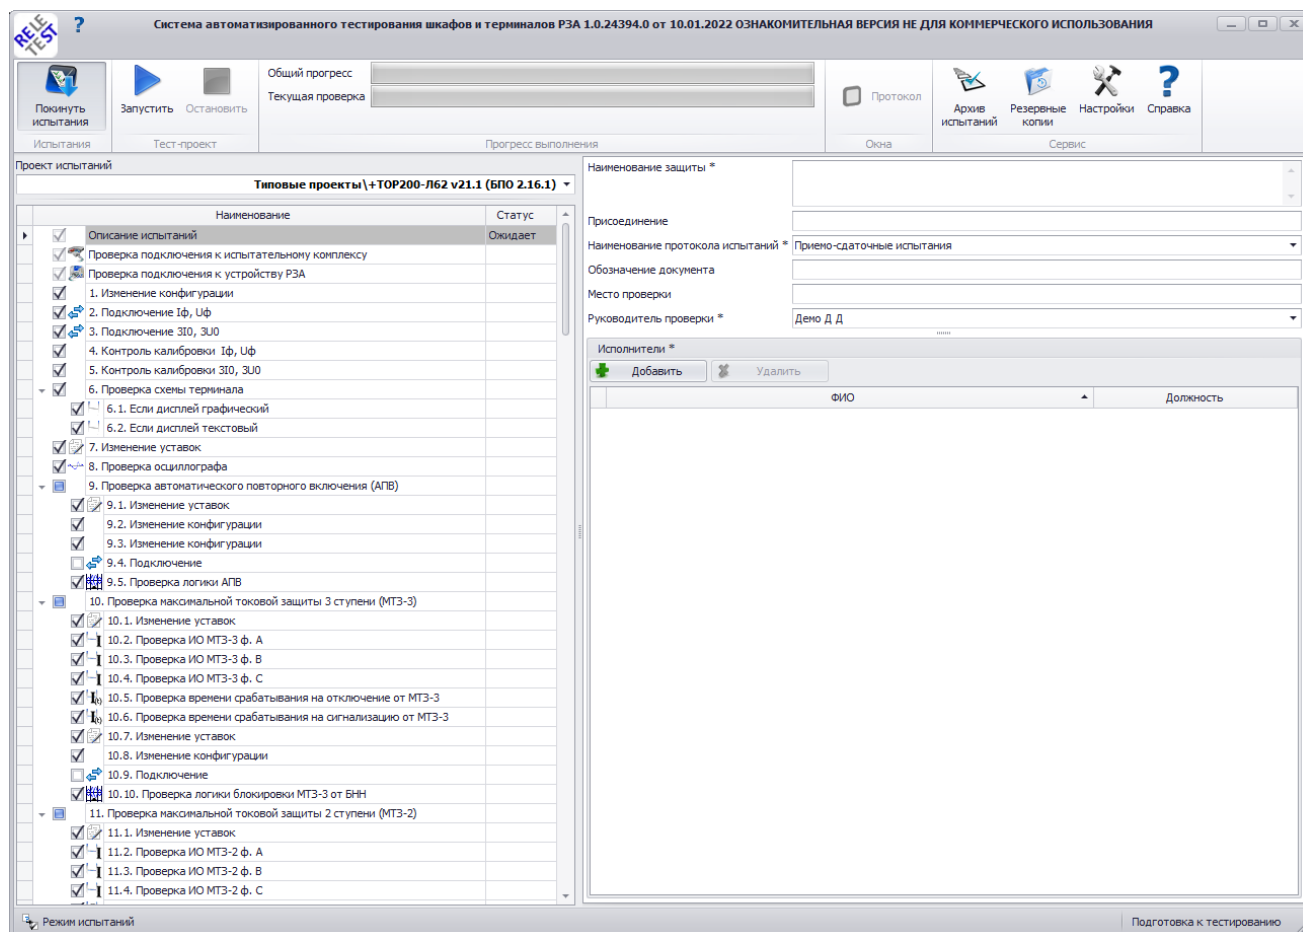 RELE TEST
?
Система автоматизированного тестирования шкафов и терминалов РЗА 1.0.24394.0 от 10.01.2022 ОЗНАКОМИТЕЛЬНАЯ ВЕРСИЯ НЕ ДЛЯ КОММЕРЧЕСКОГО ИСПОЛЬЗОВАНИЯ
Покинуть испытания
Запустить
Остановить
Общий прогресс
Текущая проверка
Протокол
Архив испытаний
Резервные копии
Настройки
Справка
Испытания
Тест-проект
Прогресс выполнения
Окна
Сервис
Проект испытаний
Типовые проекты\+ТОР200-Л62 v21.1 (БПО 2.16.1)
Наименование Статус
Описание испытаний Ожидает
Проверка подключения к испытательному комплексу
Проверка подключения к устройству РЗА
1. Изменение конфигурации
2. Подключение Iф, Uф
3. Подключение 3I0, 3U0
4. Контроль калибровки Iф, Uф
5. Контроль калибровки 3I0, 3U0
6. Проверка схемы терминала
6.1. Если дисплей графический
6.2. Если дисплей текстовый
7. Изменение уставок
8. Проверка осциллографа
9. Проверка автоматического повторного включения (АПВ)
9.1. Изменение уставок
9.2. Изменение конфигурации
9.3. Изменение конфигурации
9.4. Подключение
9.5. Проверка логики АПВ
10. Проверка максимальной токовой защиты 3 ступени (МТЗ-3)
10.1. Изменение уставок
10.2. Проверка ИО МТЗ-3 ф. А
10.3. Проверка ИО МТЗ-3 ф. В
10.4. Проверка ИО МТЗ-3 ф. С
10.5. Проверка времени срабатывания на отключение от МТЗ-3
10.6. Проверка времени срабатывания на сигнализацию от МТЗ-3
10.7. Изменение уставок
10.8. Изменение конфигурации
10.9. Подключение
10.10. Проверка логики блокировки МТЗ-3 от БНН
11. Проверка максимальной токовой защиты 2 ступени (МТЗ-2)
11.1. Изменение уставок
11.2. Проверка ИО МТЗ-2 ф. А
11.3. Проверка ИО МТЗ-2 ф. В
11.4. Проверка ИО МТЗ-2 ф. С
Наименование защиты *
Присоединение
Наименование протокола испытаний * Приемо-сдаточные испытания
Обозначение документа
Место проверки
Руководитель проверки * Демо Д Д
Исполнители *
Добавить
Удалить
ФИО Должность
Режим испытаний
Подготовка к тестированию